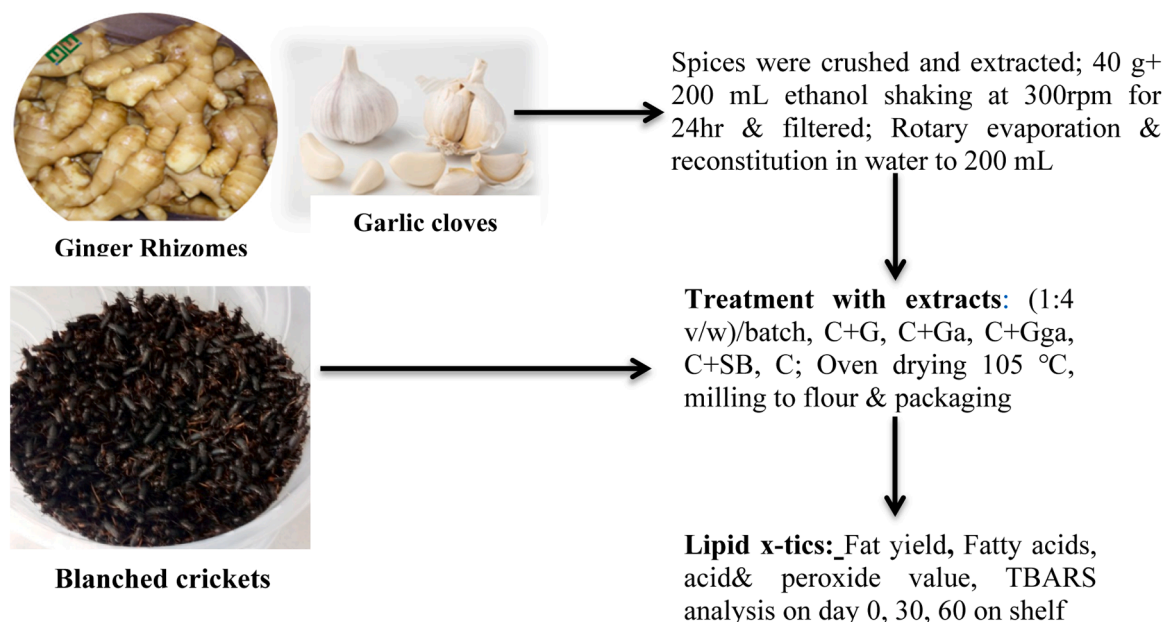 Ginger Rhizomes
Garlic cloves
Spices were crushed and extracted; 40 g+
200 mL ethanol shaking at 300rpm for
24hr & filtered; Rotary evaporation &
reconstitution in water to 200 mL
Blanched crickets
Treatment with extracts: (1:4
v/w)/batch, C+G, C+Ga, C+Gga,
C+SB, C; Oven drying 105 °C,
milling to flour & packaging
Lipid x-tics: Fat yield, Fatty acids,
acid& peroxide value, TBARS
analysis on day 0, 30, 60 on shelf